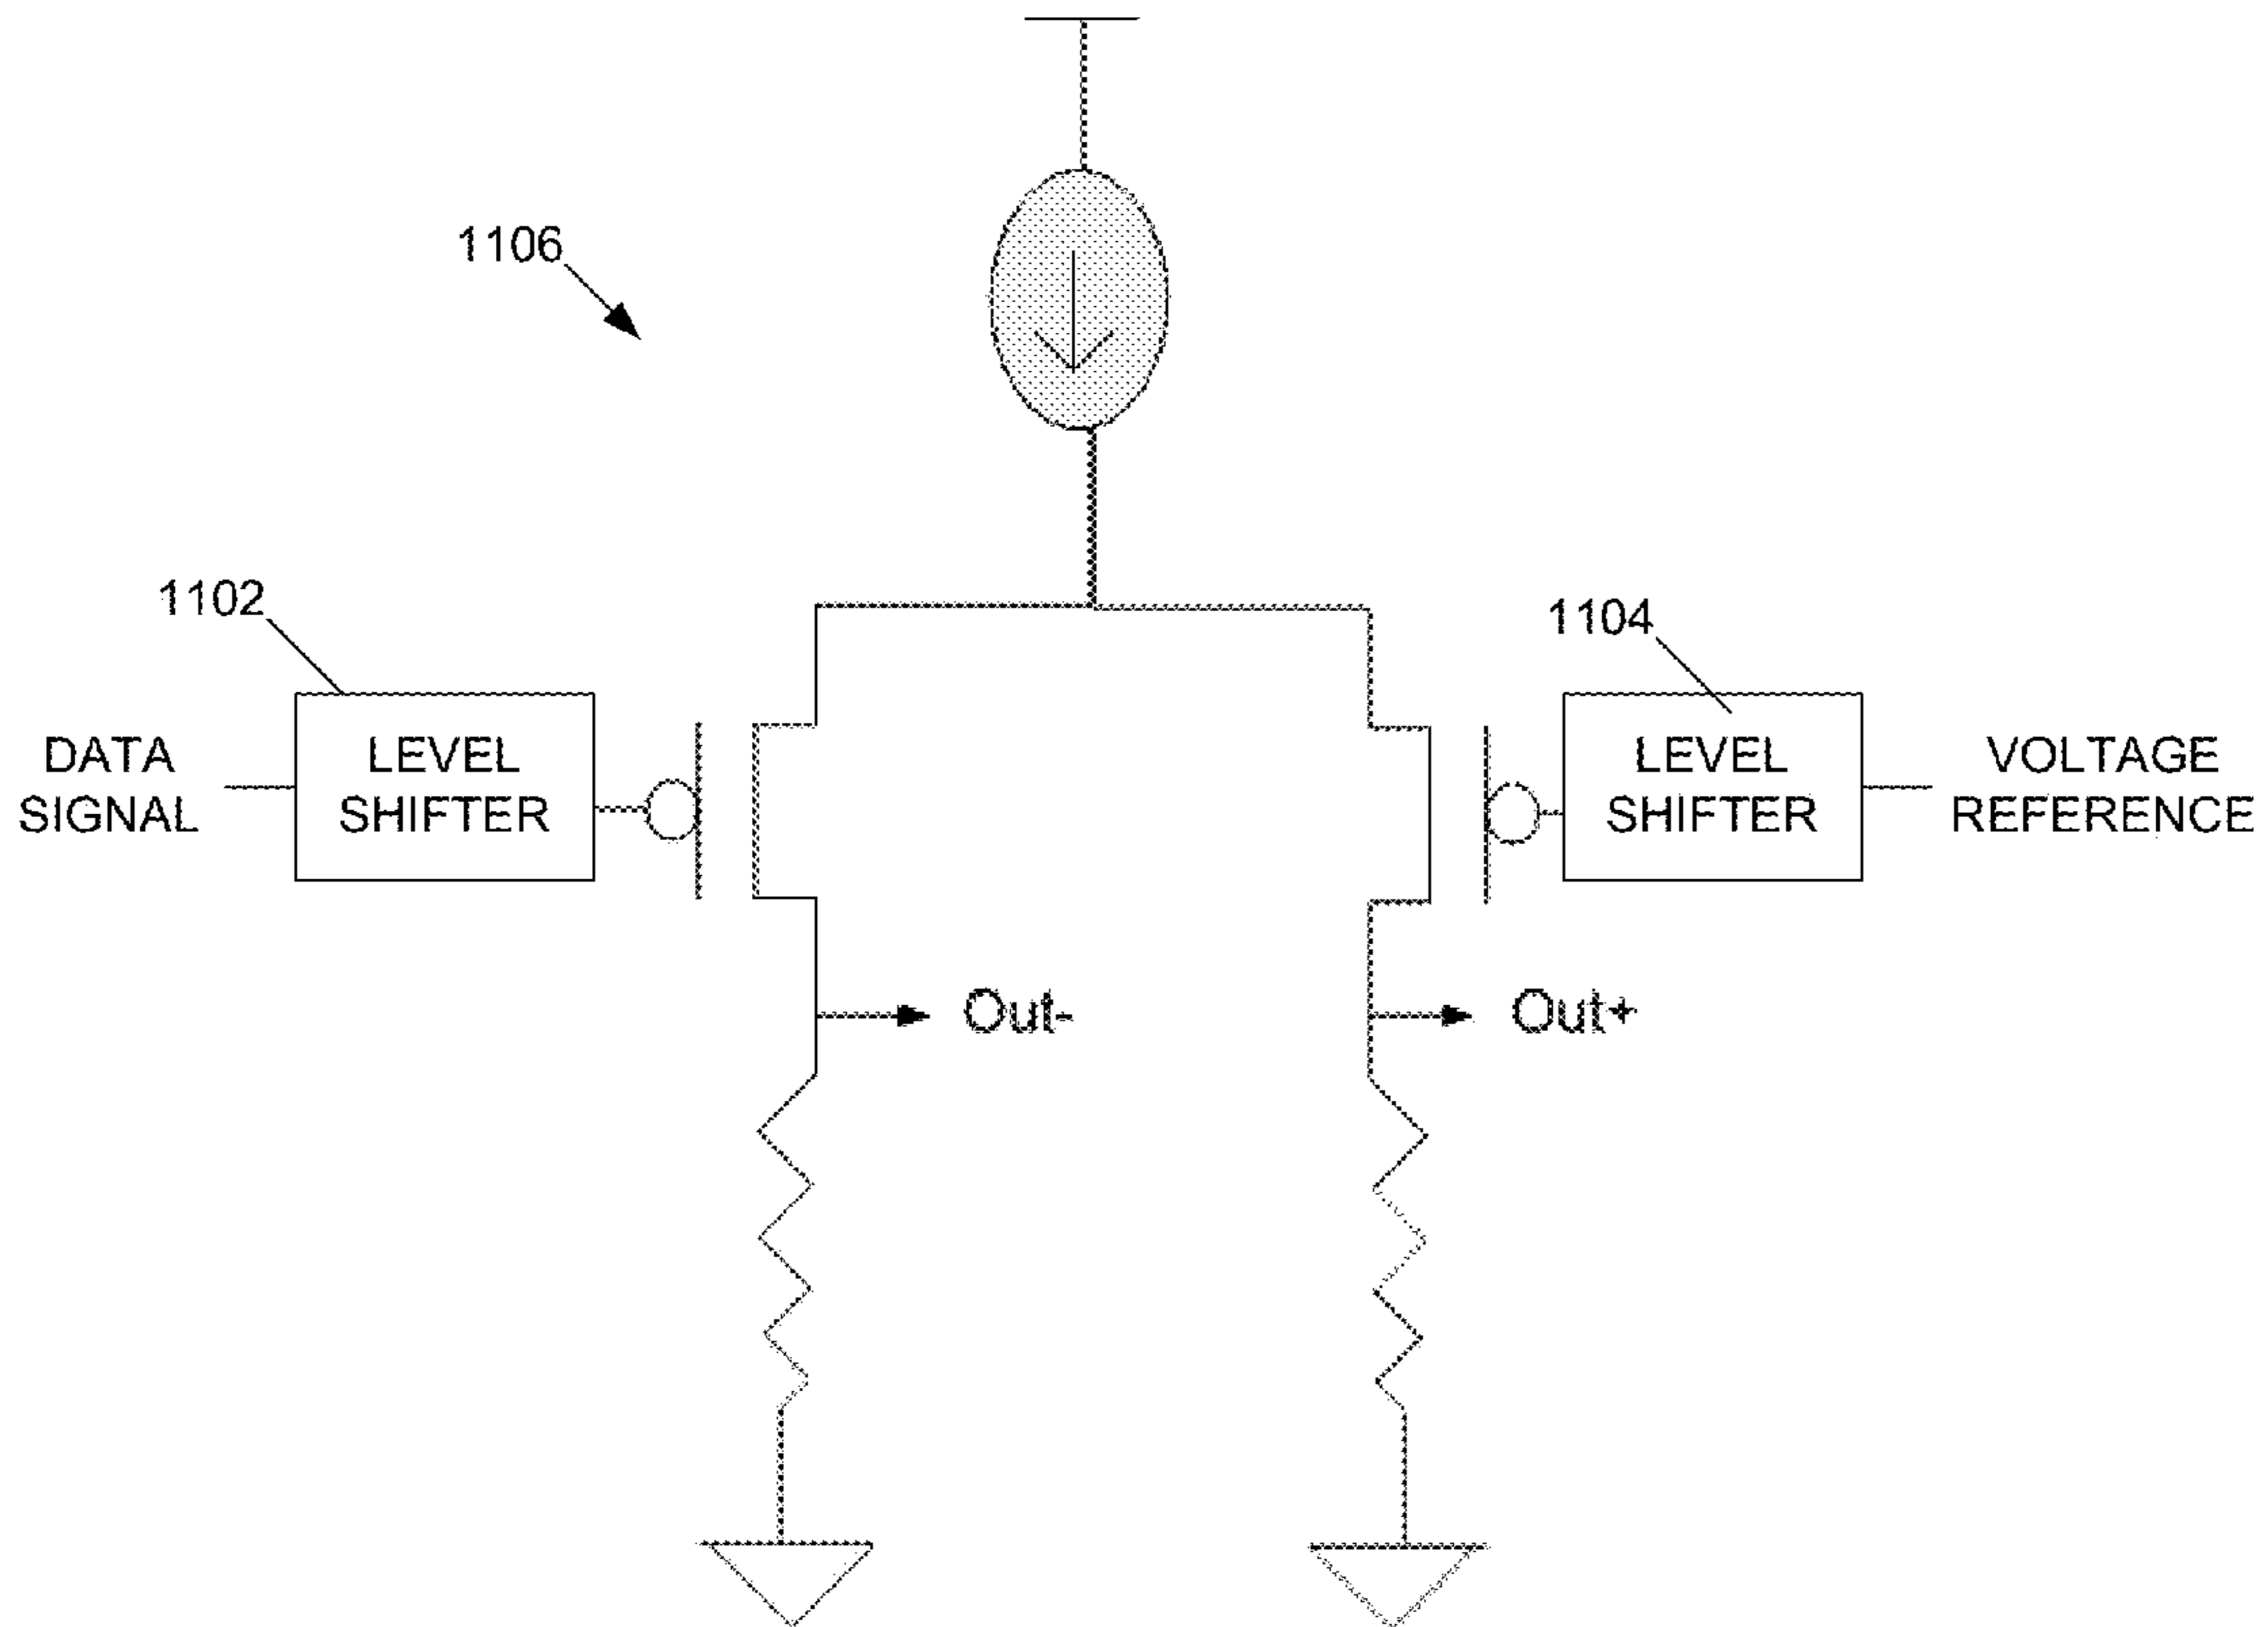 1106
1102
1104
DATA
SIGNAL
LEVEL
SHIFTER
LEVEL
SHIFTER
VOLTAGE
REFERENCE
Out-
Out+